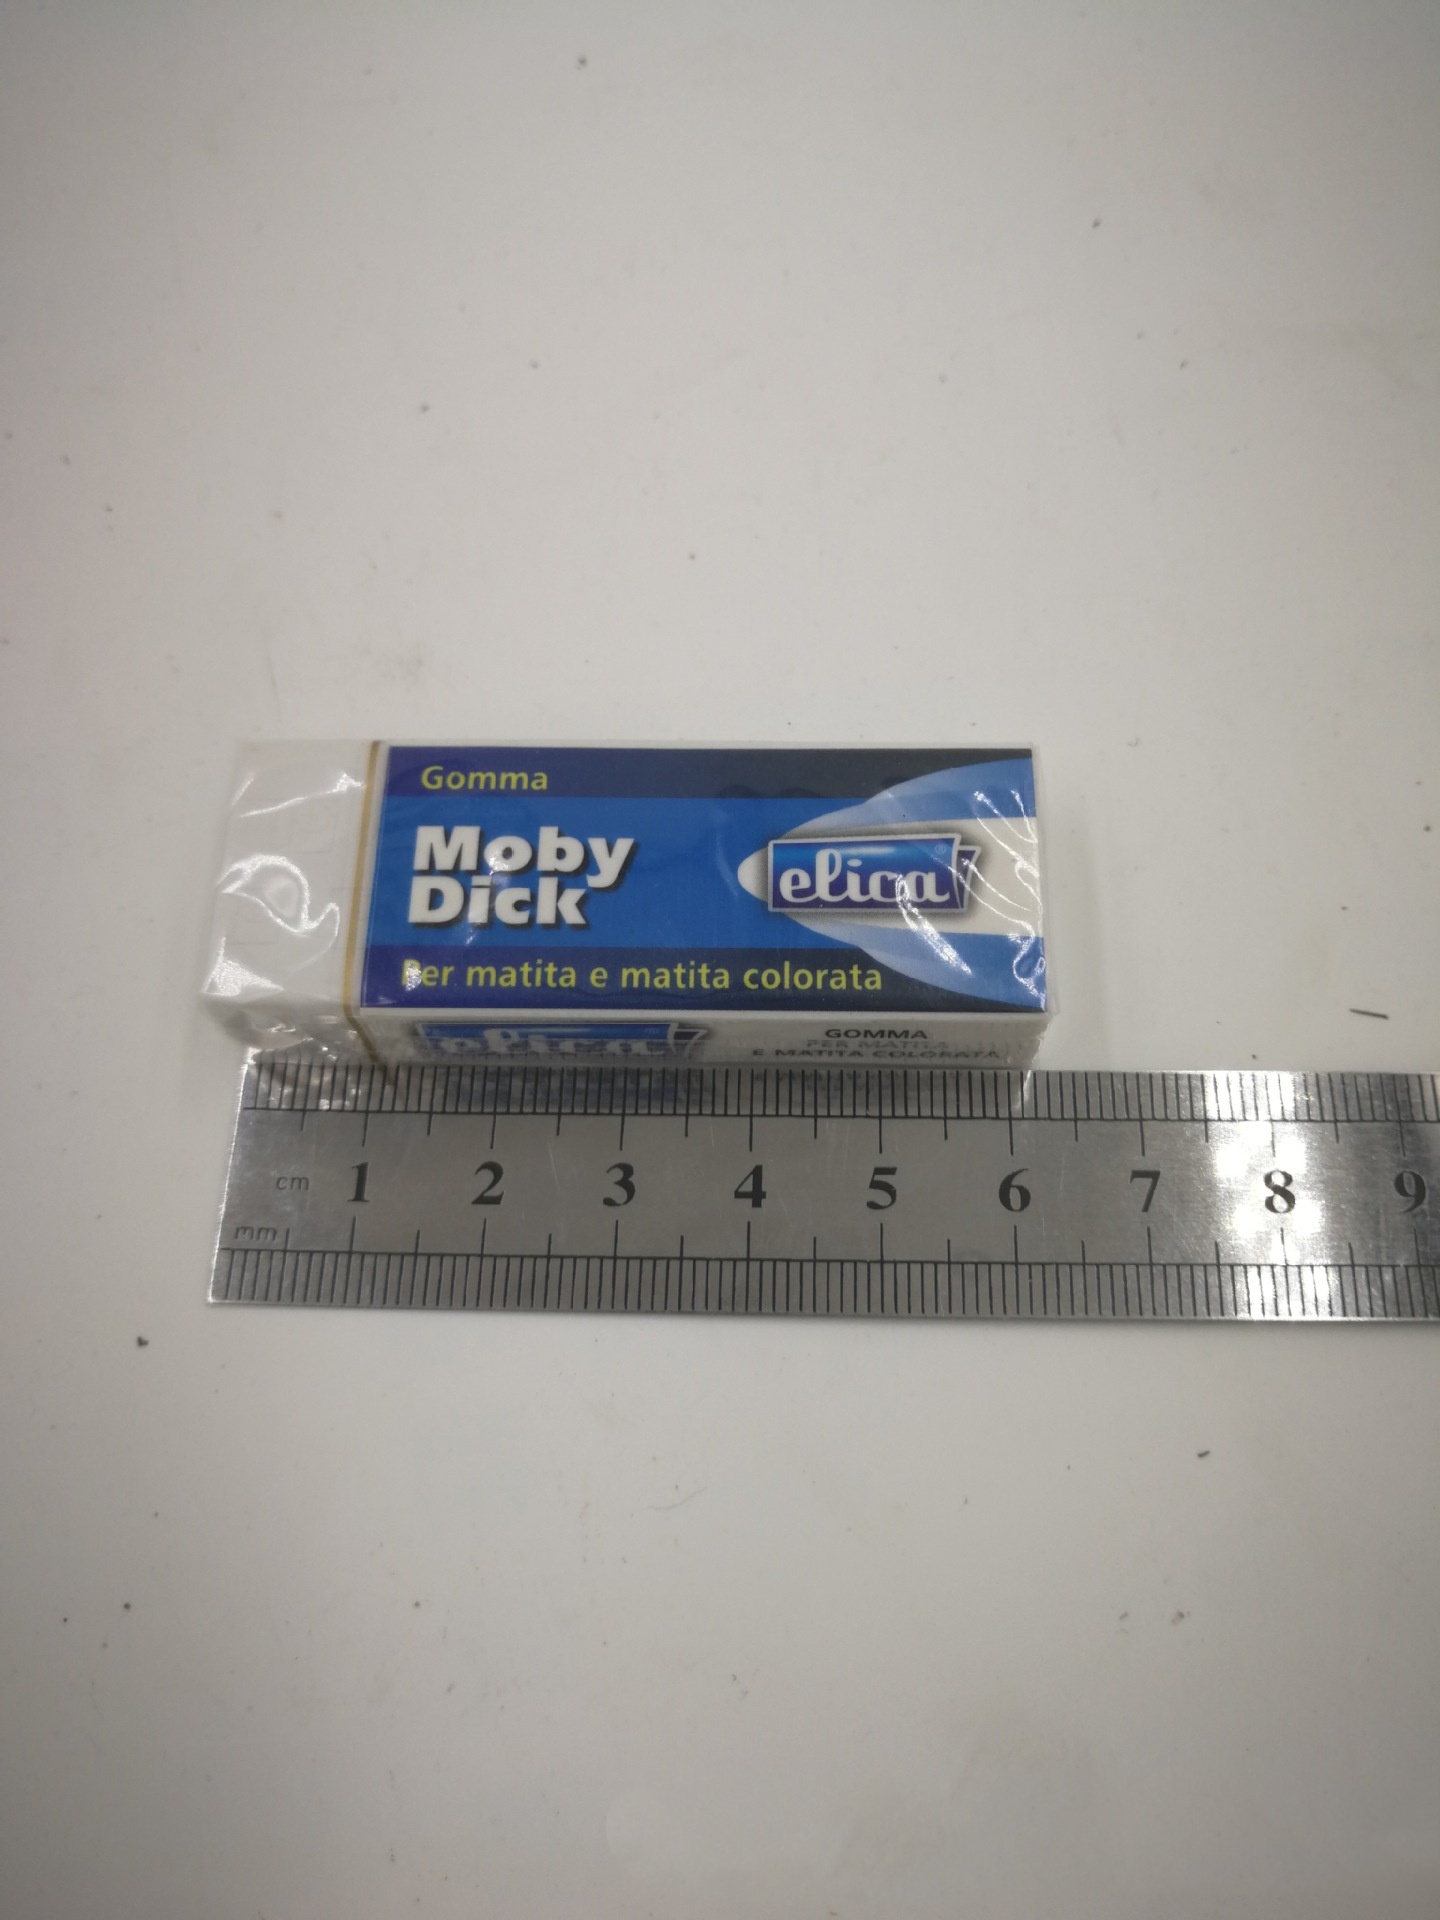 Gomma
Moby
Dick
elica ®
Per matita e matita colorata
elica ®
GOMMA
PER MATITA
E MATITA COLORATA
cm 1 2 3 4 5 6 7 8 9
mm